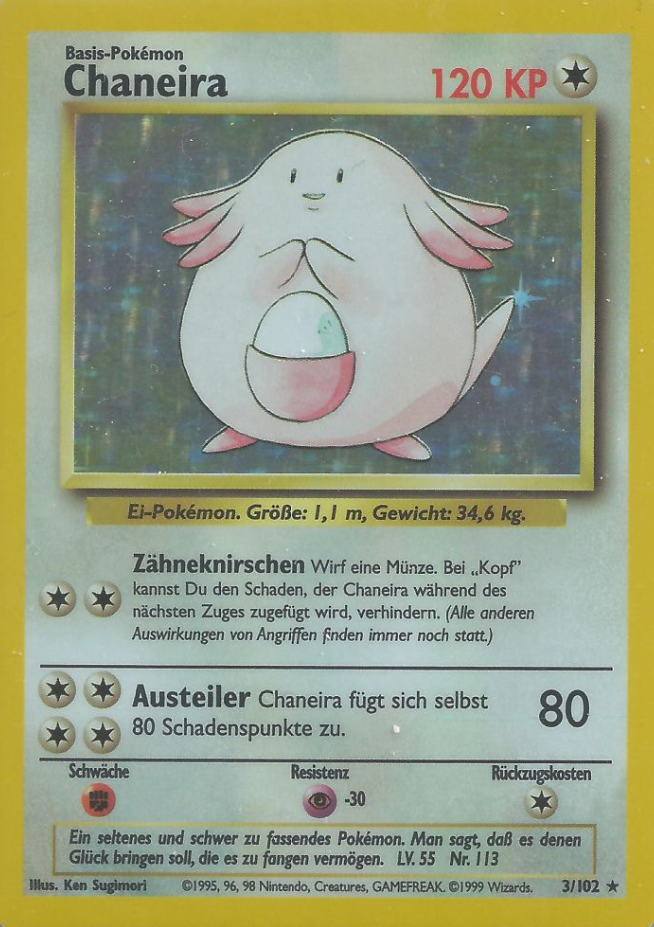 Basis-Pokémon
Chaneira
120 KP
Ei-Pokémon. Größe: 1,1 m, Gewicht: 34,6 kg.
Zähneknirschen Wirf eine Münze. Bei „Kopf”
kannst Du den Schaden, der Chaneira während des
nächsten Zuges zugefügt wird, verhindern. (Alle anderen
Auswirkungen von Angriffen finden immer noch statt.)
Austeiler Chaneira fügt sich selbst
80 Schadenspunkte zu.
80
Schwäche Resistenz Rückzugskosten
-30
Ein seltenes und schwer zu fassendes Pokémon. Man sagt, daß es denen
Glück bringen soll, die es zu fangen vermögen. LV. 55 Nr. 113
Illus. Ken Sugimori ©1995, 96, 98 Nintendo, Creatures, GAMEFREAK. ©1999 Wizards. 3/102 ★